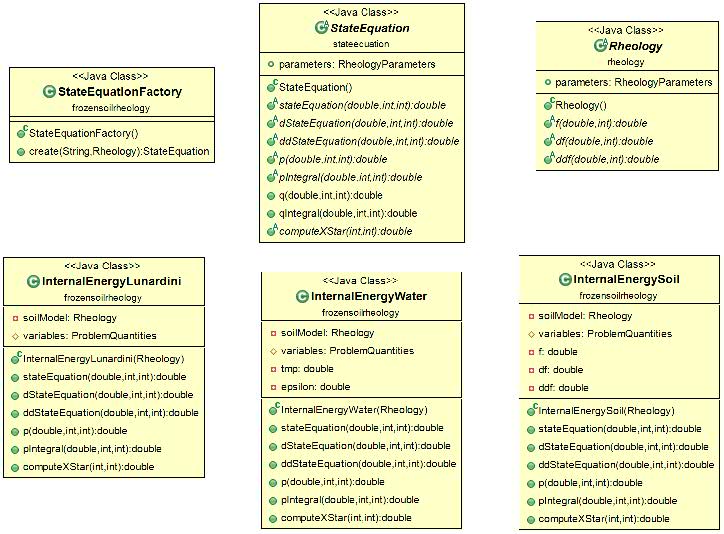 <<Java Class>>
StateEquationFactory
frozensoilrheology
StateEquationFactory()
create(String,Rheology):StateEquation
<<Java Class>>
StateEquation
stateecuation
parameters: RheologyParameters
StateEquation()
stateEquation(double,int,int):double
dStateEquation(double,int,int):double
ddStateEquation(double,int,int):double
p(double,int,int):double
pIntegral(double,int,int):double
q(double,int,int):double
qIntegral(double,int,int):double
computeXStar(int,int):double
<<Java Class>>
Rheology
rheology
parameters: RheologyParameters
Rheology()
f(double,int):double
df(double,int):double
ddf(double,int):double
<<Java Class>>
InternalEnergyLunardini
frozensoilrheology
soilModel: Rheology
variables: ProblemQuantities
InternalEnergyLunardini(Rheology)
stateEquation(double,int,int):double
dStateEquation(double,int,int):double
ddStateEquation(double,int,int):double
p(double,int,int):double
pIntegral(double,int,int):double
computeXStar(int,int):double
<<Java Class>>
InternalEnergyWater
frozensoilrheology
soilModel: Rheology
variables: ProblemQuantities
tmp: double
epsilon: double
InternalEnergyWater(Rheology)
stateEquation(double,int,int):double
dStateEquation(double,int,int):double
ddStateEquation(double,int,int):double
p(double,int,int):double
pIntegral(double,int,int):double
computeXStar(int,int):double
<<Java Class>>
InternalEnergySoil
frozensoilrheology
soilModel: Rheology
variables: ProblemQuantities
f: double
df: double
ddf: double
InternalEnergySoil(Rheology)
stateEquation(double,int,int):double
dStateEquation(double,int,int):double
ddStateEquation(double,int,int):double
p(double,int,int):double
pIntegral(double,int,int):double
computeXStar(int,int):double